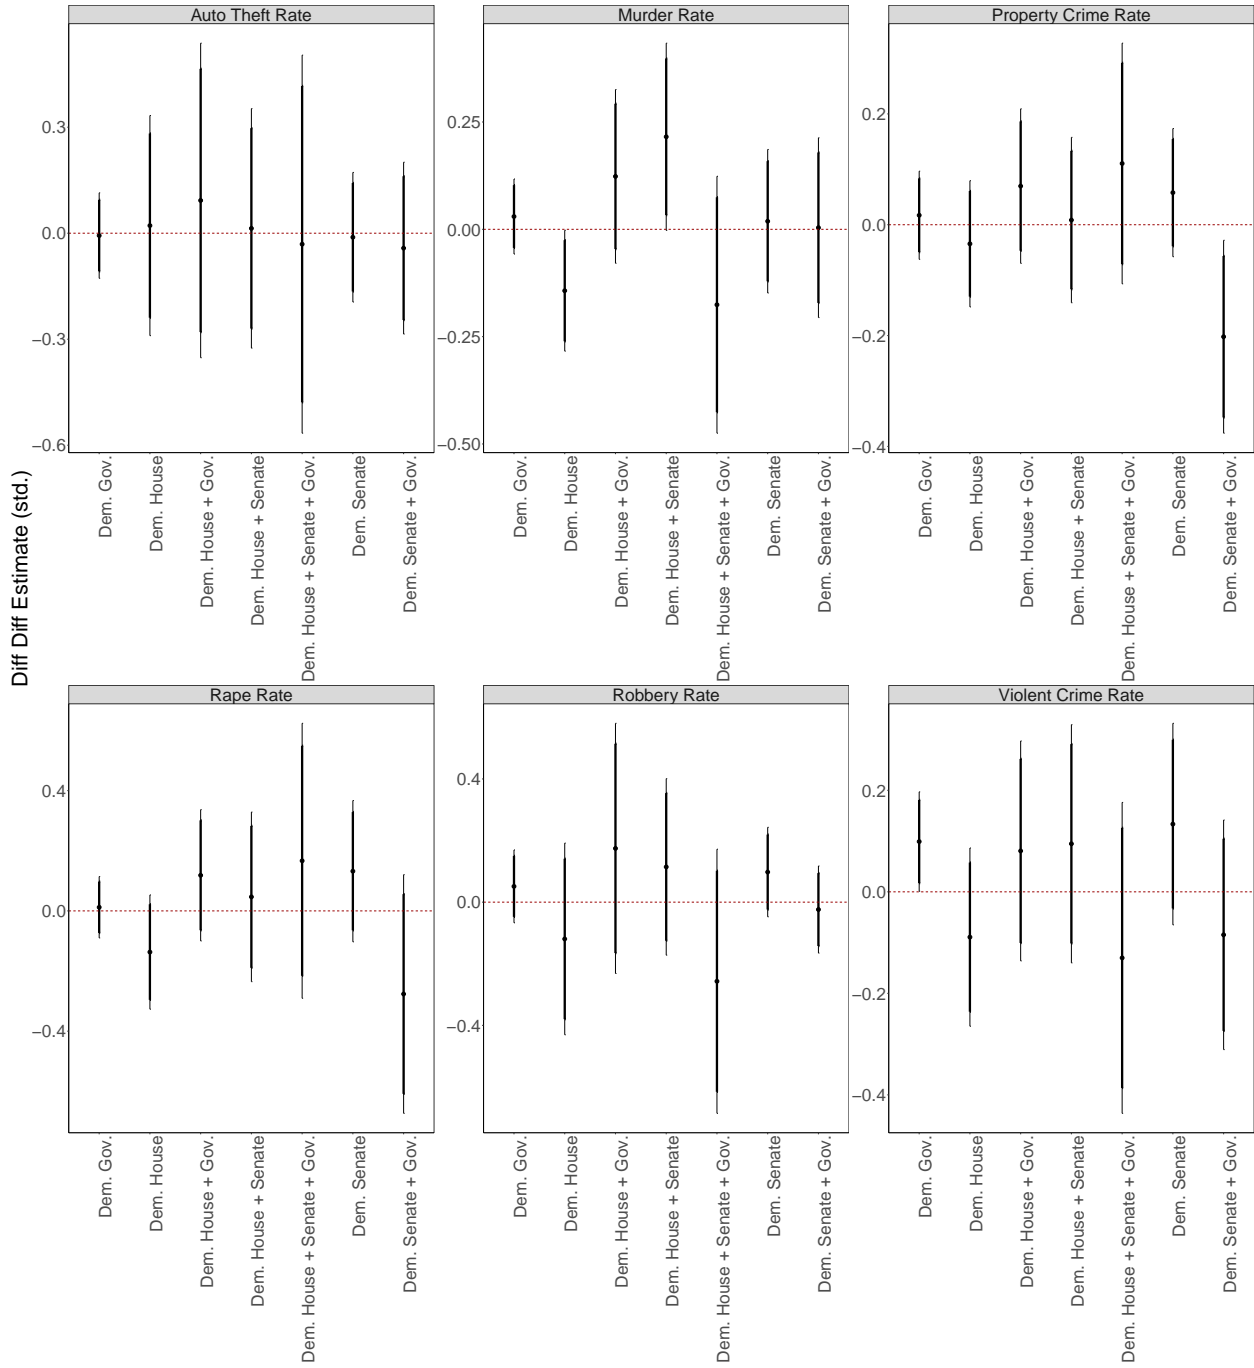 Diff Diff Estimate (std.)
Auto Theft Rate
0.3
0.0
−0.3
−0.6
Dem. Gov.
Dem. House
Dem. House + Gov.
Dem. House + Senate
Dem. House + Senate + Gov.
Dem. Senate
Dem. Senate + Gov.
Murder Rate
0.25
0.00
−0.25
−0.50
Dem. Gov.
Dem. House
Dem. House + Gov.
Dem. House + Senate
Dem. House + Senate + Gov.
Dem. Senate
Dem. Senate + Gov.
Property Crime Rate
0.2
0.0
−0.2
−0.4
Dem. Gov.
Dem. House
Dem. House + Gov.
Dem. House + Senate
Dem. House + Senate + Gov.
Dem. Senate
Dem. Senate + Gov.
Rape Rate
0.4
0.0
−0.4
Dem. Gov.
Dem. House
Dem. House + Gov.
Dem. House + Senate
Dem. House + Senate + Gov.
Dem. Senate
Dem. Senate + Gov.
Robbery Rate
0.4
0.0
−0.4
Dem. Gov.
Dem. House
Dem. House + Gov.
Dem. House + Senate
Dem. House + Senate + Gov.
Dem. Senate
Dem. Senate + Gov.
Violent Crime Rate
0.2
0.0
−0.2
−0.4
Dem. Gov.
Dem. House
Dem. House + Gov.
Dem. House + Senate
Dem. House + Senate + Gov.
Dem. Senate
Dem. Senate + Gov.